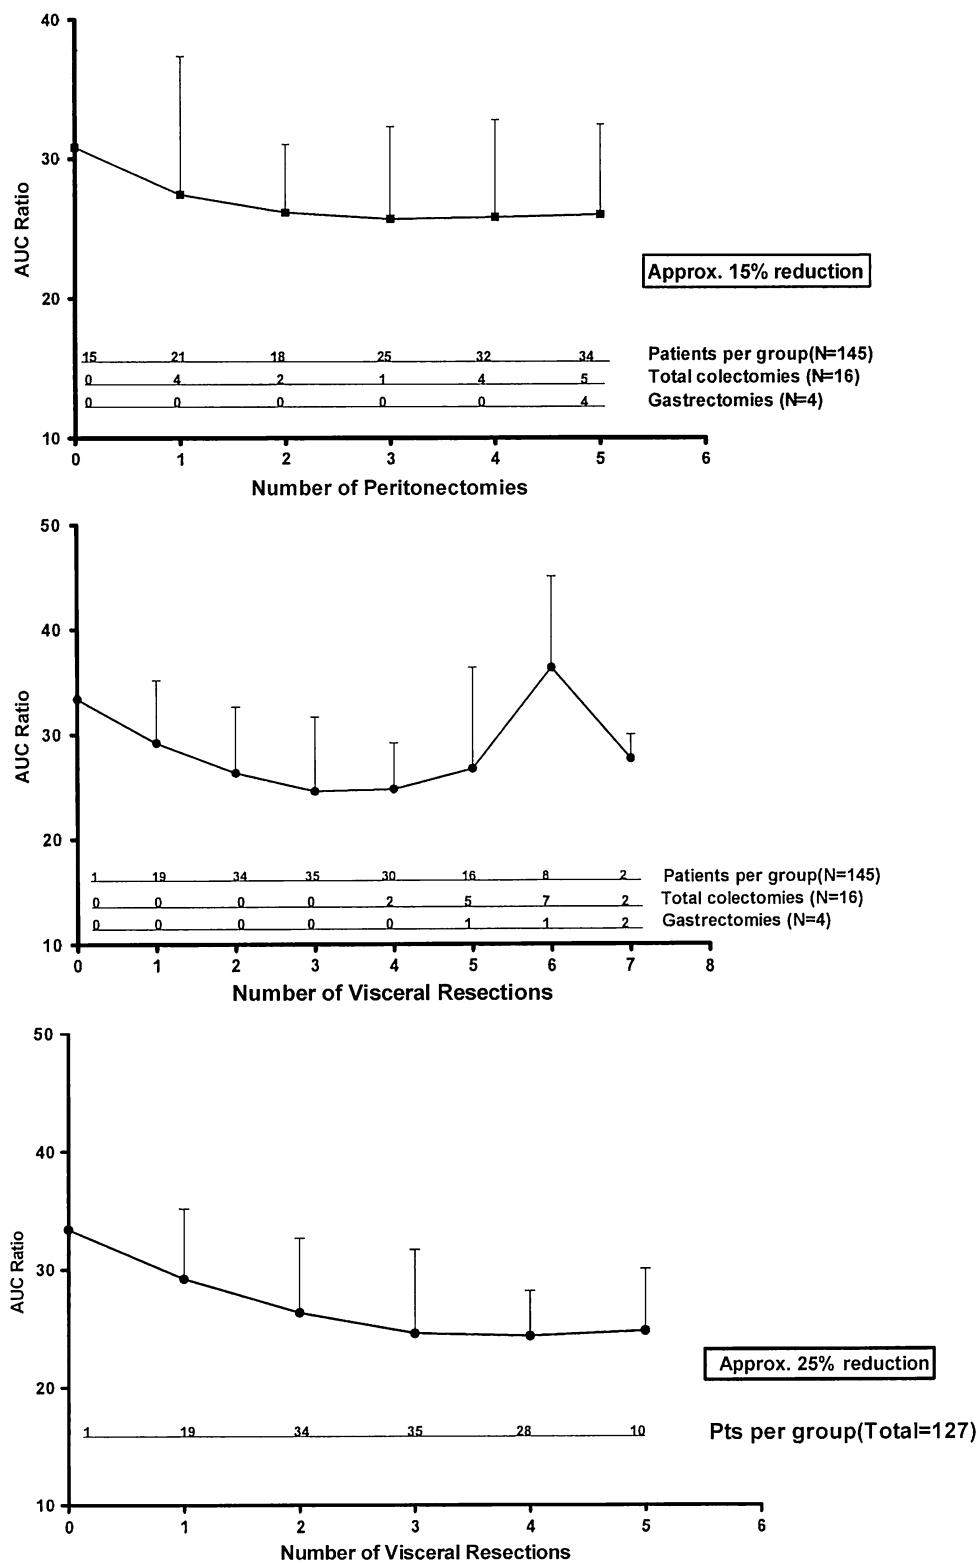 40
30
20
10
AUC Ratio
Approx. 15% reduction
15 21 18 25 32 34 Patients per group(N=145)
0 4 2 1 4 5 Total colectomies (N=16)
0 0 0 0 0 4 Gastrectomies (N=4)
0 1 2 3 4 5 6
Number of Peritonectomies
50
40
30
20
10
AUC Ratio
1 19 34 35 30 16 8 2 Patients per group(N=145)
0 0 0 0 2 5 7 2 Total colectomies (N=16)
0 0 0 0 0 1 1 2 Gastrectomies (N=4)
0 1 2 3 4 5 6 7 8
Number of Visceral Resections
50
40
30
20
10
AUC Ratio
Approx. 25% reduction
1 19 34 35 28 10 Pts per group(Total=127)
0 1 2 3 4 5 6
Number of Visceral Resections